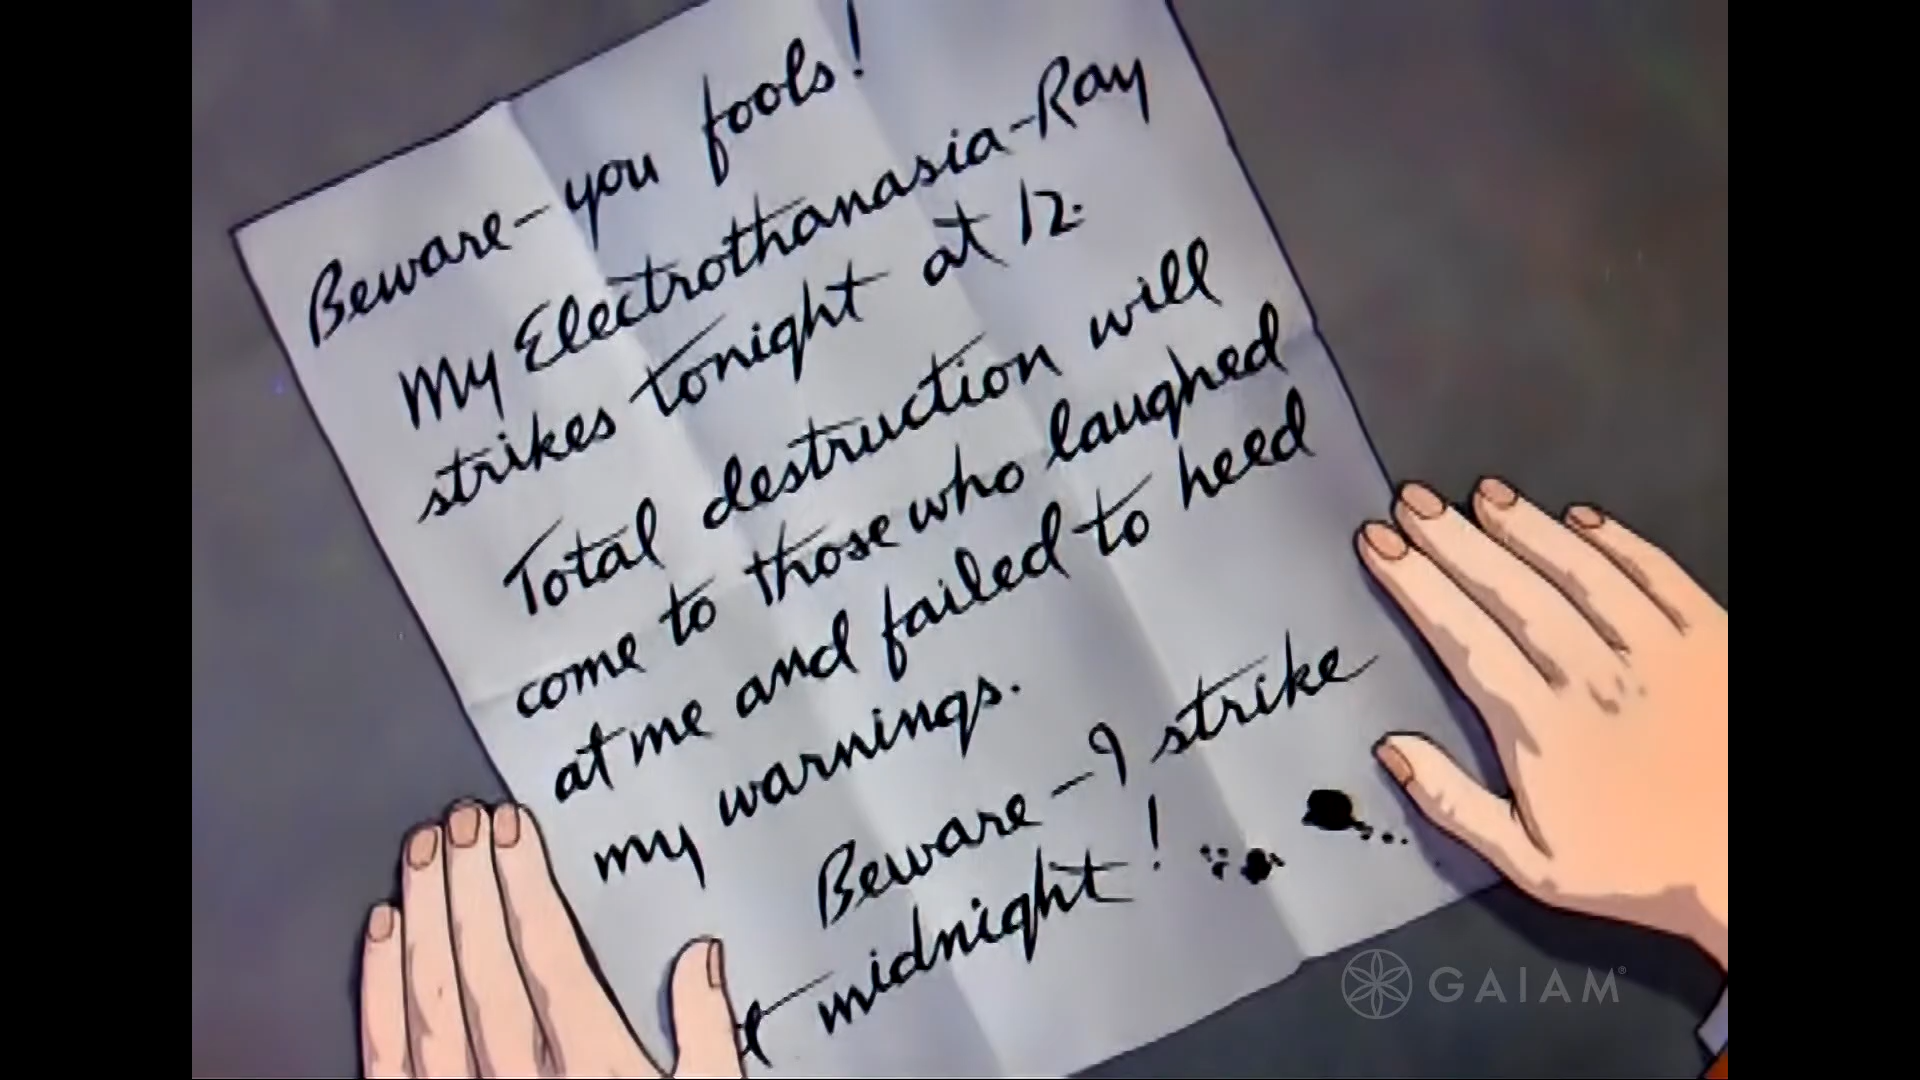 Beware-you fools!
My Electrothanasia-Ray
strikes tonight at 12.
Total destruction will
come to those who laughed
at me and failed to heed
my warnings.
Beware-I strike
midnight!
GAIAM